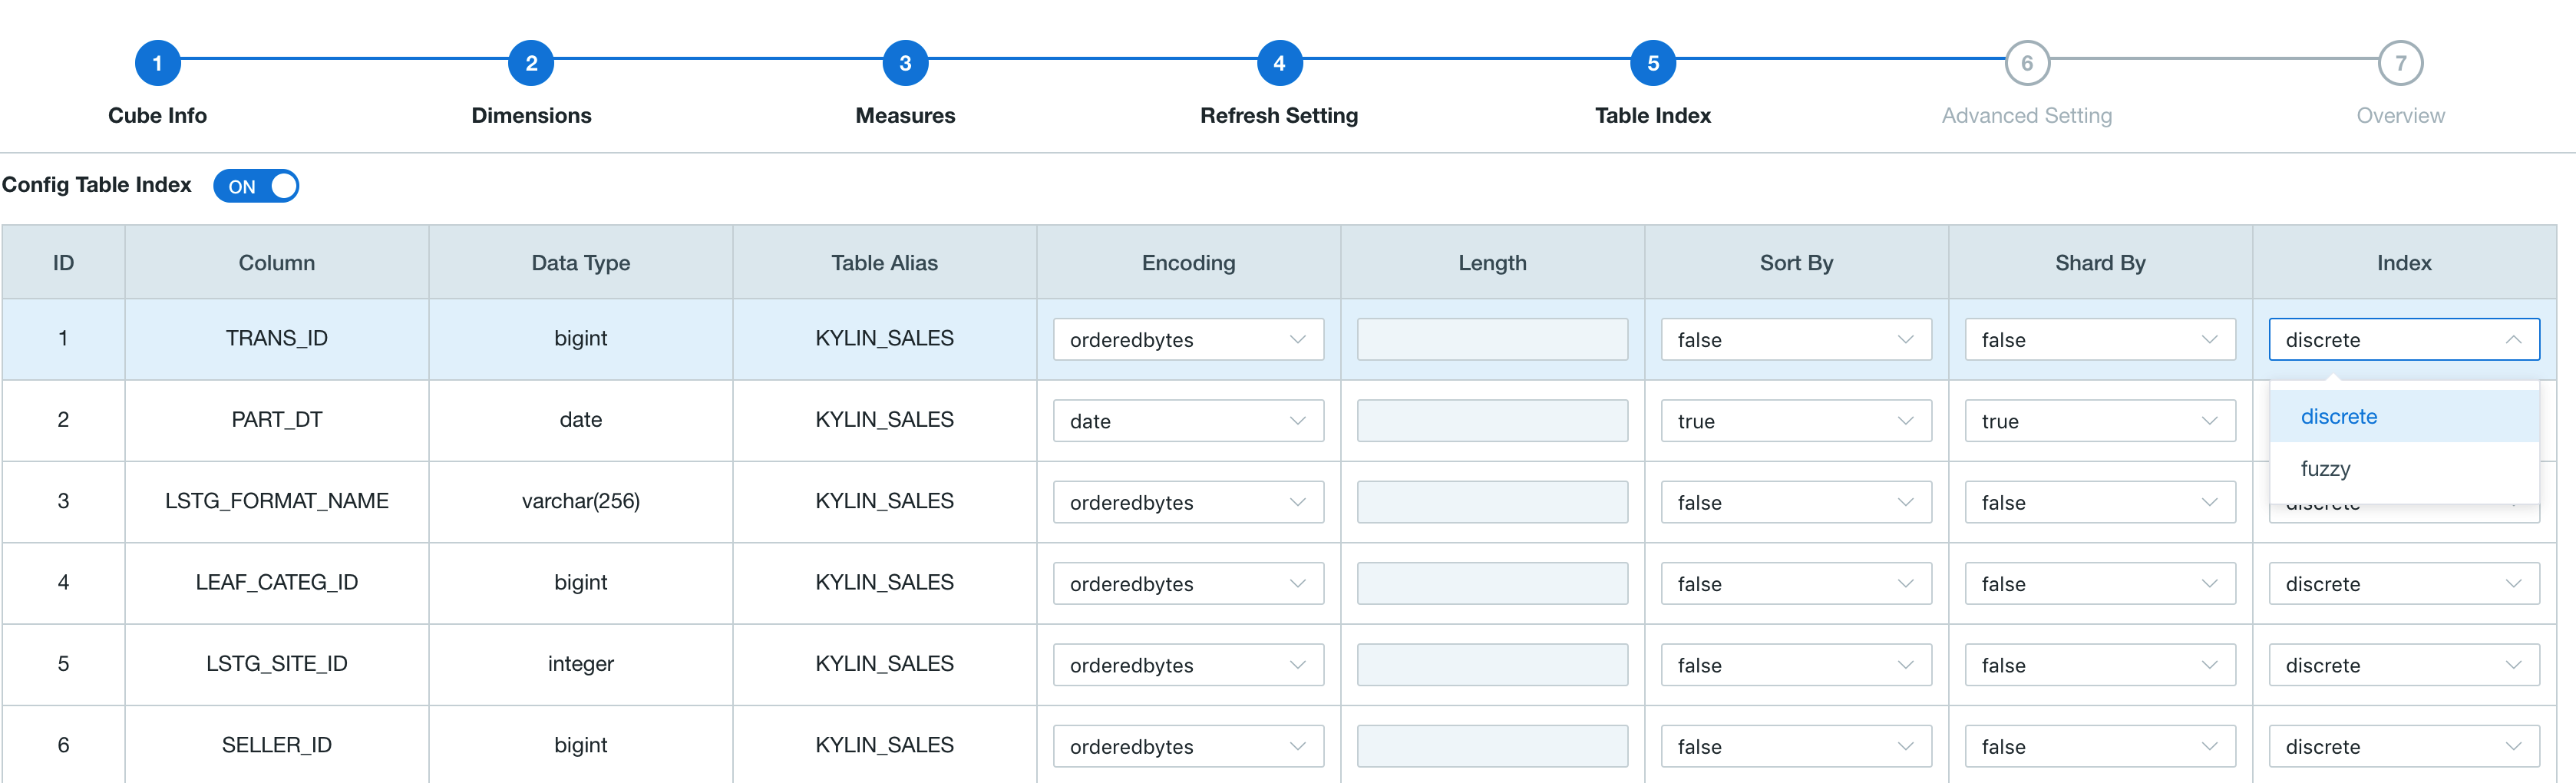 1 2 3 4 5 6 7
Cube Info Dimensions Measures Refresh Setting Table Index Advanced Setting Overview
Config Table Index ON
ID Column Data Type Table Alias Encoding Length Sort By Shard By Index
1 TRANS_ID bigint KYLIN_SALES orderedbytes false false discrete
2 PART_DT date KYLIN_SALES date true true
discrete
fuzzy
3 LSTG_FORMAT_NAME varchar(256) KYLIN_SALES orderedbytes false false discrete
4 LEAF_CATEG_ID bigint KYLIN_SALES orderedbytes false false discrete
5 LSTG_SITE_ID integer KYLIN_SALES orderedbytes false false discrete
6 SELLER_ID bigint KYLIN_SALES orderedbytes false false discrete